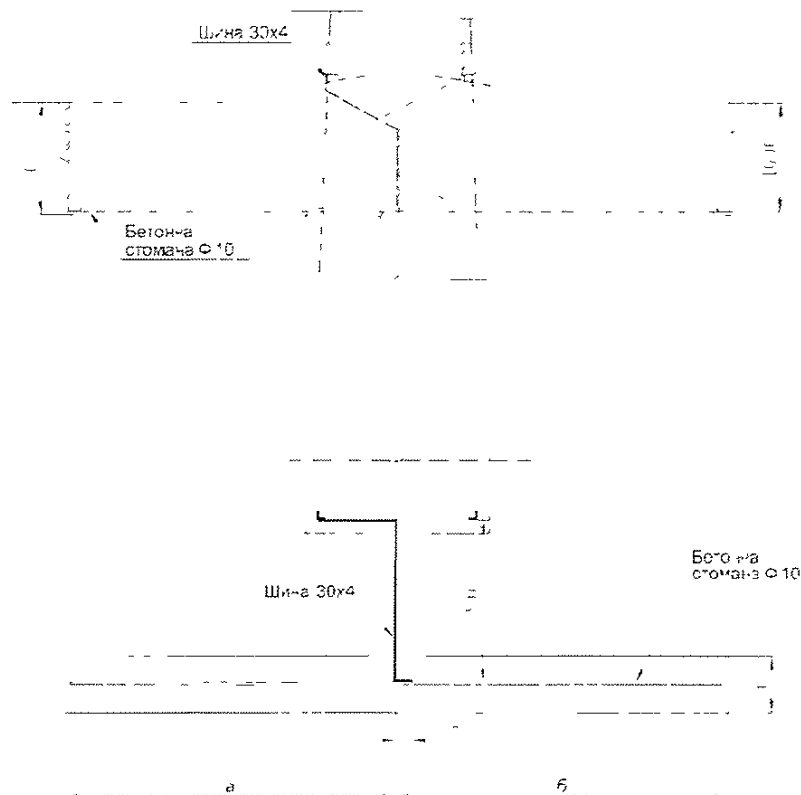 Шина 30x4
Бетонна
стомана Ф 10
Бетонна
стомана Ф 10
Шина 30x4
а б